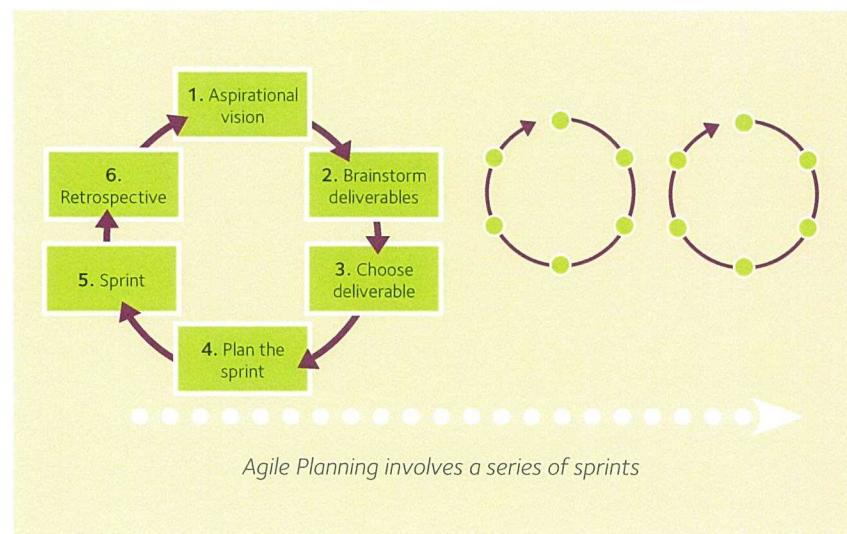 1. Aspirational
vision
2. Brainstorm
deliverables
3. Choose
deliverable
4. Plan the
sprint
5. Sprint
6.
Retrospective
Agile Planning involves a series of sprints